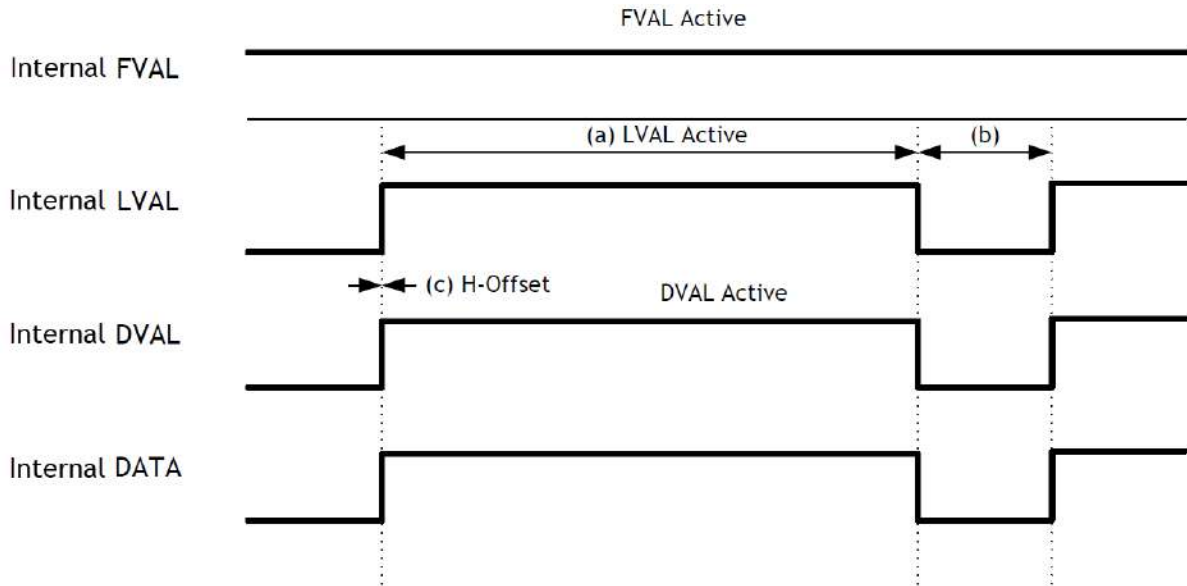 FVAL Active
Internal FVAL
(a) LVAL Active
(b)
Internal LVAL
(c) H-Offset
DVAL Active
Internal DVAL
Internal DATA